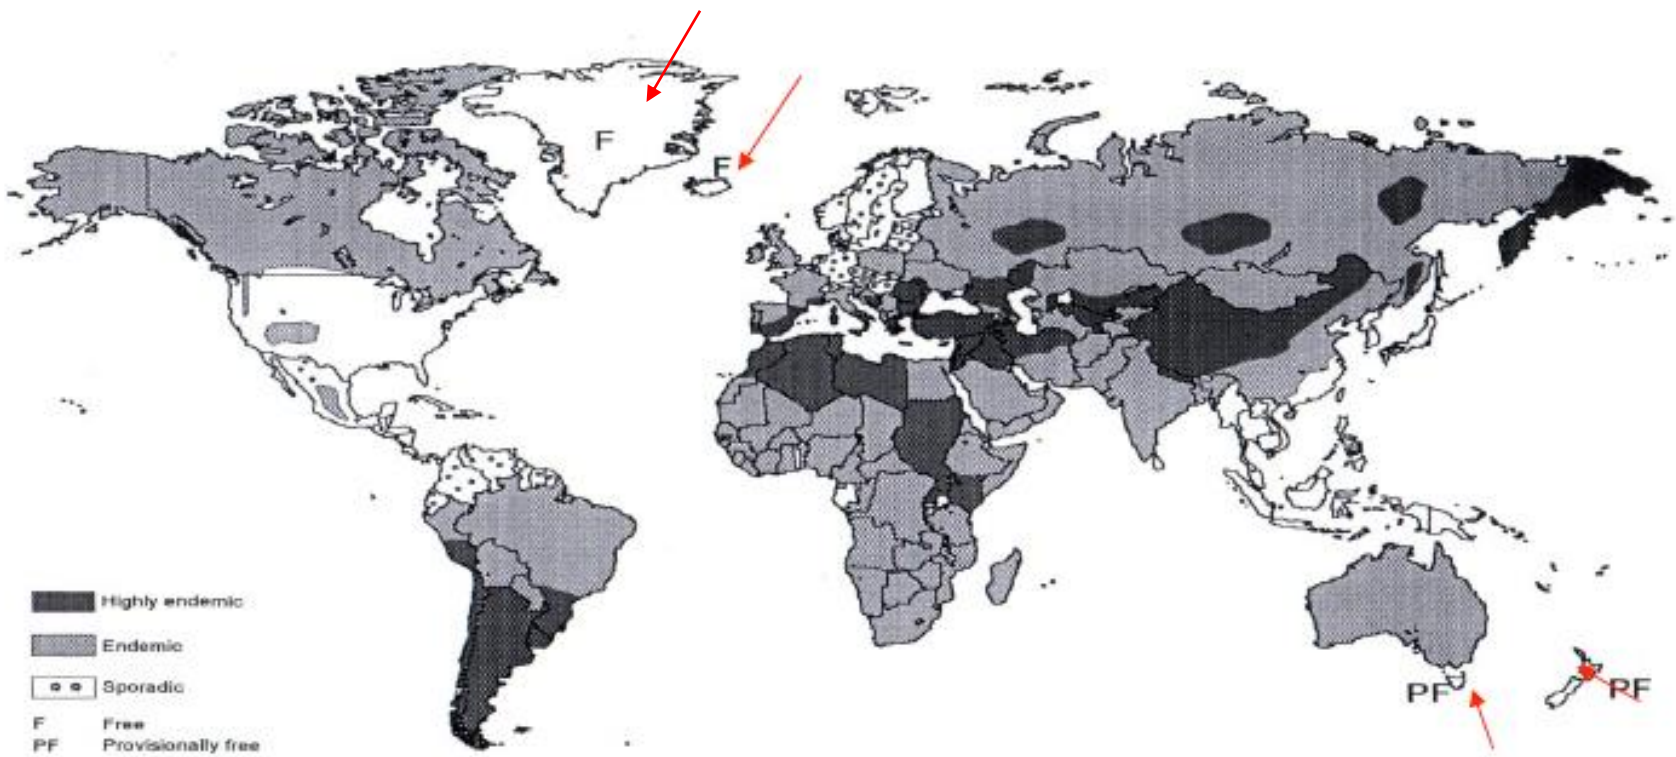 F
F
PF
PF
Highly endemic
Endemic
Sporadic
F Free
PF Provisionally free